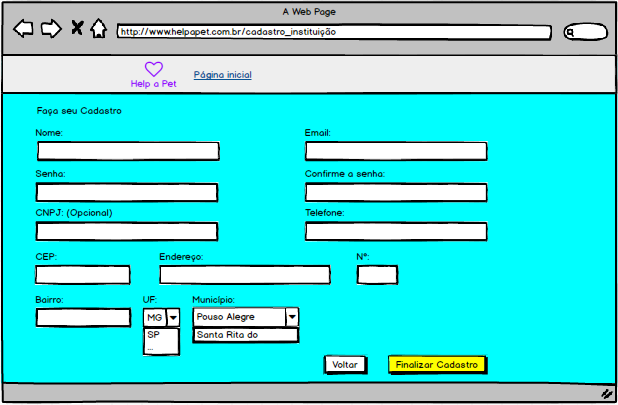 A Web Page
http://www.helpapet.com.br/cadastro_instituição
Help a Pet
Página inicial
Faça seu Cadastro
Nome:
Email:
Senha:
Confirme a senha:
CNPJ: (Opcional)
Telefone:
CEP:
Endereço:
Nº:
Bairro:
UF:
Município:
MG
Pouso Alegre
SP
Santa Rita do
...
Voltar
Finalizar Cadastro